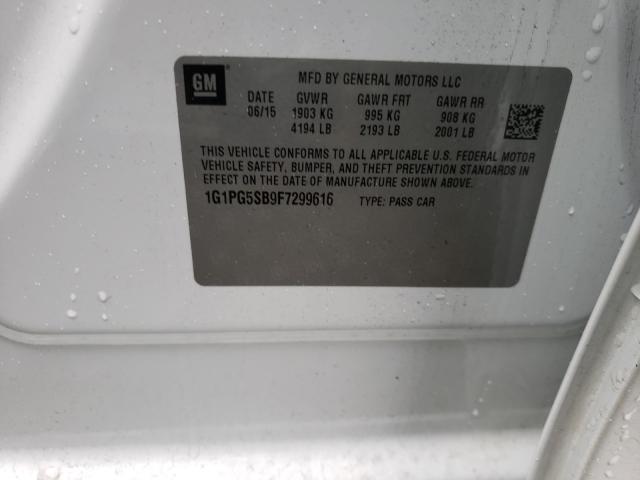 GM MFD BY GENERAL MOTORS LLC
DATE GVWR GAWR FRT GAWR RR
06/15 1903 KG 995 KG 908 KG
4194 LB 2193 LB 2001 LB
THIS VEHICLE CONFORMS TO ALL APPLICABLE U.S. FEDERAL MOTOR
VEHICLE SAFETY, BUMPER, AND THEFT PREVENTION STANDARDS
IN EFFECT ON THE DATE OF MANUFACTURE SHOWN ABOVE.
1G1PG5SB9F7299616 TYPE: PASS CAR